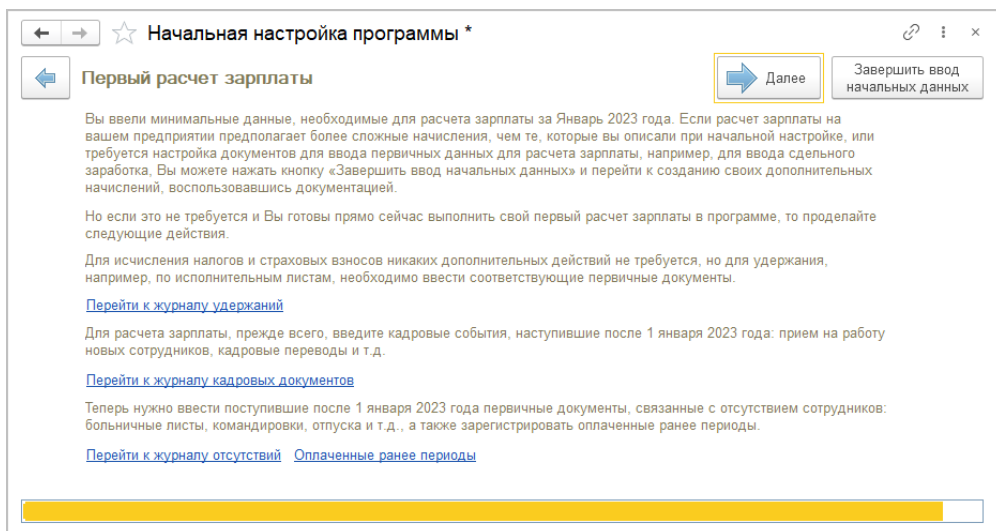 Начальная настройка программы *
Первый расчет зарплаты
Далее
Завершить ввод
начальных данных
Вы ввели минимальные данные, необходимые для расчета зарплаты за Январь 2023 года. Если расчет зарплаты на
вашем предприятии предполагает более сложные начисления, чем те, которые вы описали при начальной настройке, или
требуется настройка документов для ввода первичных данных для расчета зарплаты, например, для ввода сдельного
заработка, Вы можете нажать кнопку «Завершить ввод начальных данных» и перейти к созданию своих дополнительных
начислений, воспользовавшись документацией.
Но если это не требуется и Вы готовы прямо сейчас выполнить свой первый расчет зарплаты в программе, то проделайте
следующие действия.
Для исчисления налогов и страховых взносов никаких дополнительных действий не требуется, но для удержания,
например, по исполнительным листам, необходимо ввести соответствующие первичные документы.
Перейти к журналу удержаний
Для расчета зарплаты, прежде всего, введите кадровые события, наступившие после 1 января 2023 года: прием на работу
новых сотрудников, кадровые переводы и т.д.
Перейти к журналу кадровых документов
Теперь нужно ввести поступившие после 1 января 2023 года первичные документы, связанные с отсутствием сотрудников:
больничные листы, командировки, отпуска и т.д., а также зарегистрировать оплаченные ранее периоды.
Перейти к журналу отсутствий Оплаченные ранее периоды